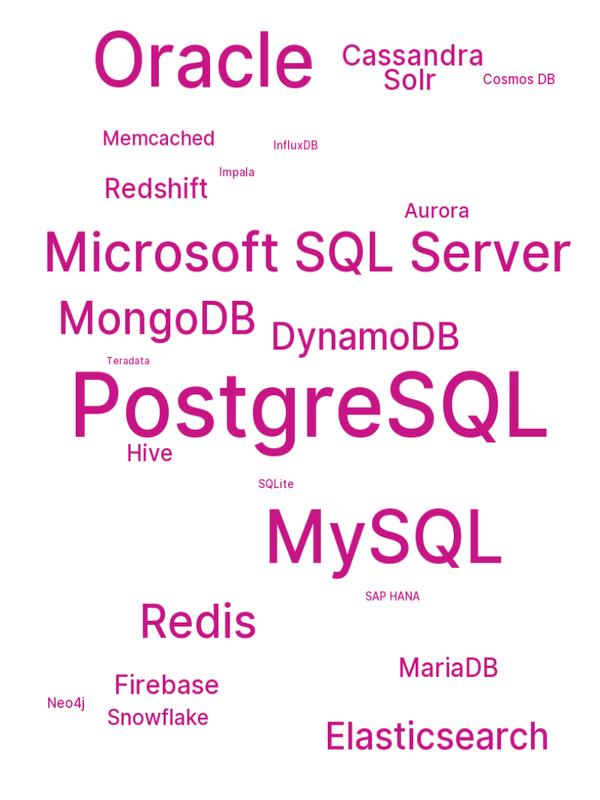 Oracle
Cassandra
Solr
Cosmos DB
Memcached
InfluxDB
Impala
Redshift
Aurora
Microsoft SQL Server
MongoDB
DynamoDB
Teradata
PostgreSQL
Hive
SQLite
MySQL
SAP HANA
Redis
MariaDB
Firebase
Neo4j
Snowflake
Elasticsearch